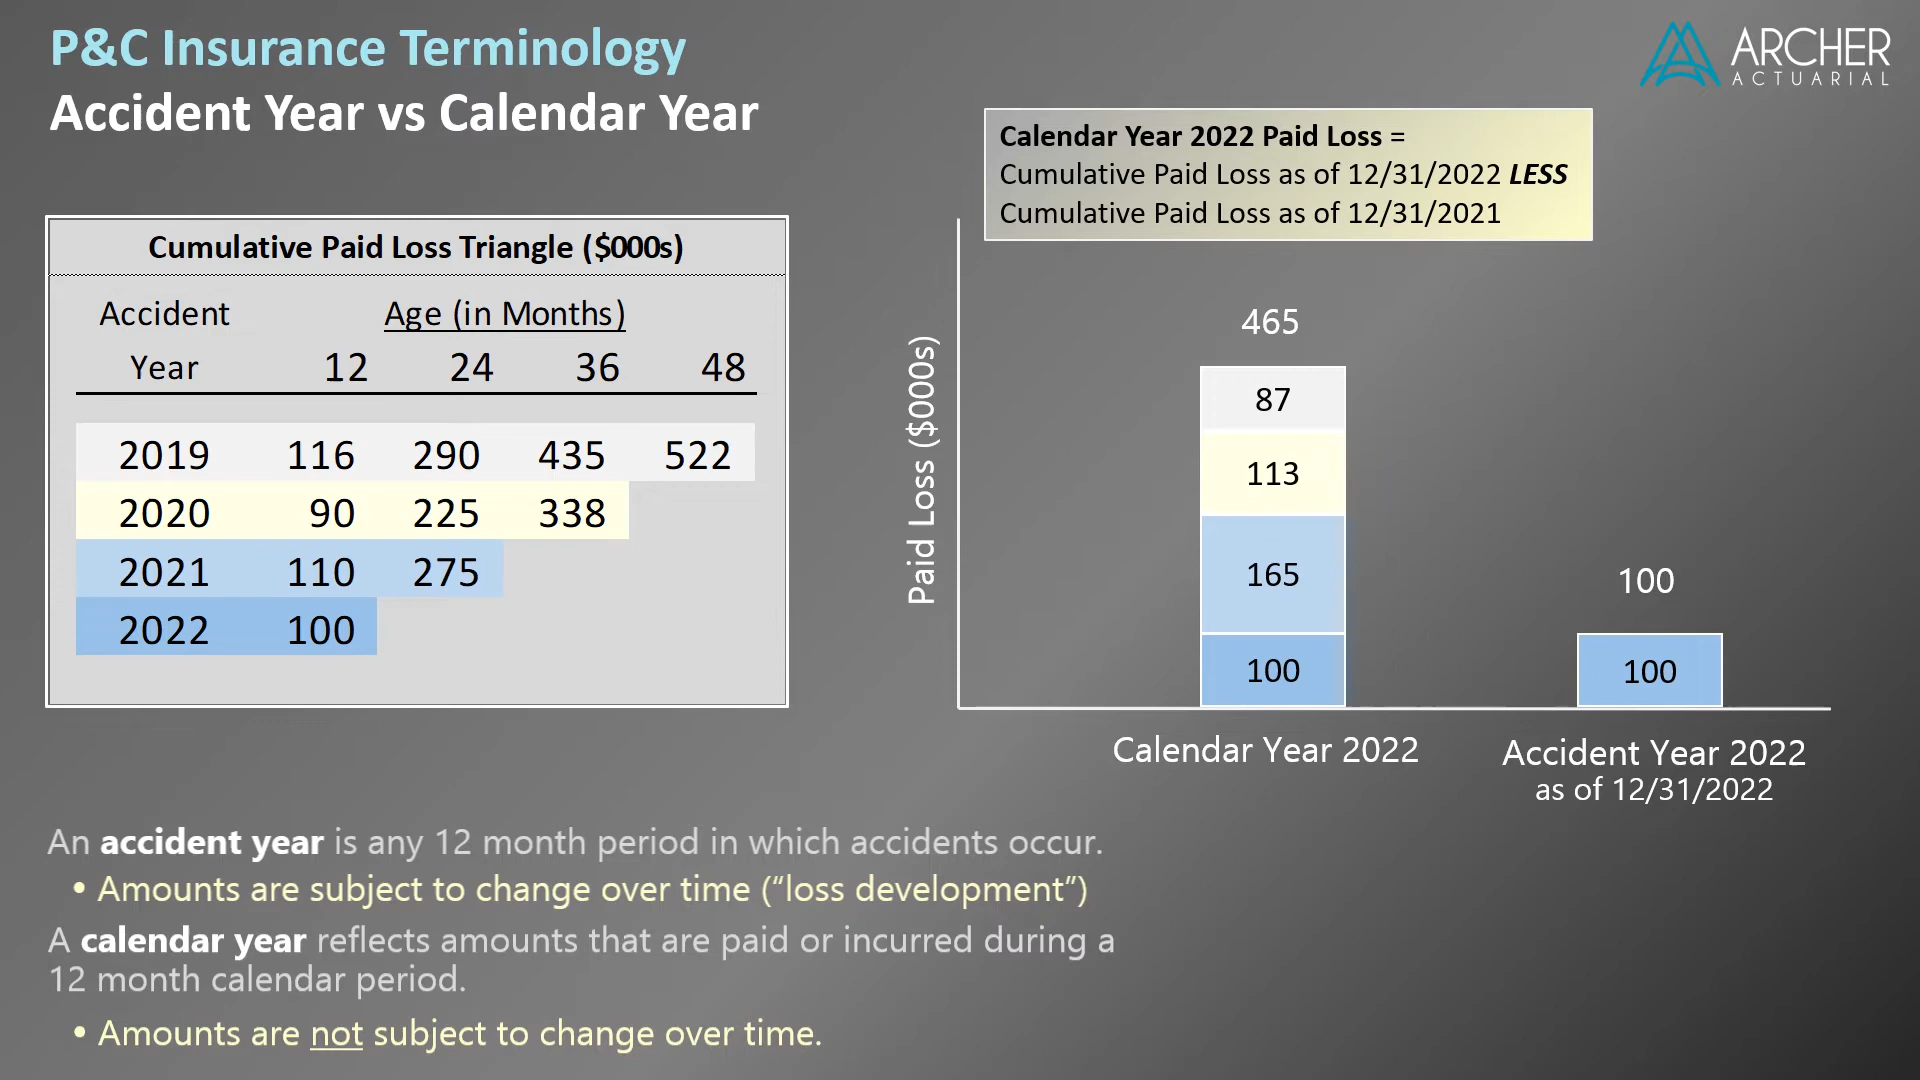 P&C Insurance Terminology
Accident Year vs Calendar Year
ARCHER
ACTUARIAL
Cumulative Paid Loss Triangle ($000s)
Accident Age (in Months)
Year 12 24 36 48
2019 116 290 435 522
2020 90 225 338
2021 110 275
2022 100
Calendar Year 2022 Paid Loss =
Cumulative Paid Loss as of 12/31/2022 LESS
Cumulative Paid Loss as of 12/31/2021
Paid Loss ($000s)
465
87
113
165
100
100
100
Calendar Year 2022
Accident Year 2022
as of 12/31/2022
An accident year is any 12 month period in which accidents occur.
• Amounts are subject to change over time (“loss development”)
A calendar year reflects amounts that are paid or incurred during a
12 month calendar period.
• Amounts are not subject to change over time.